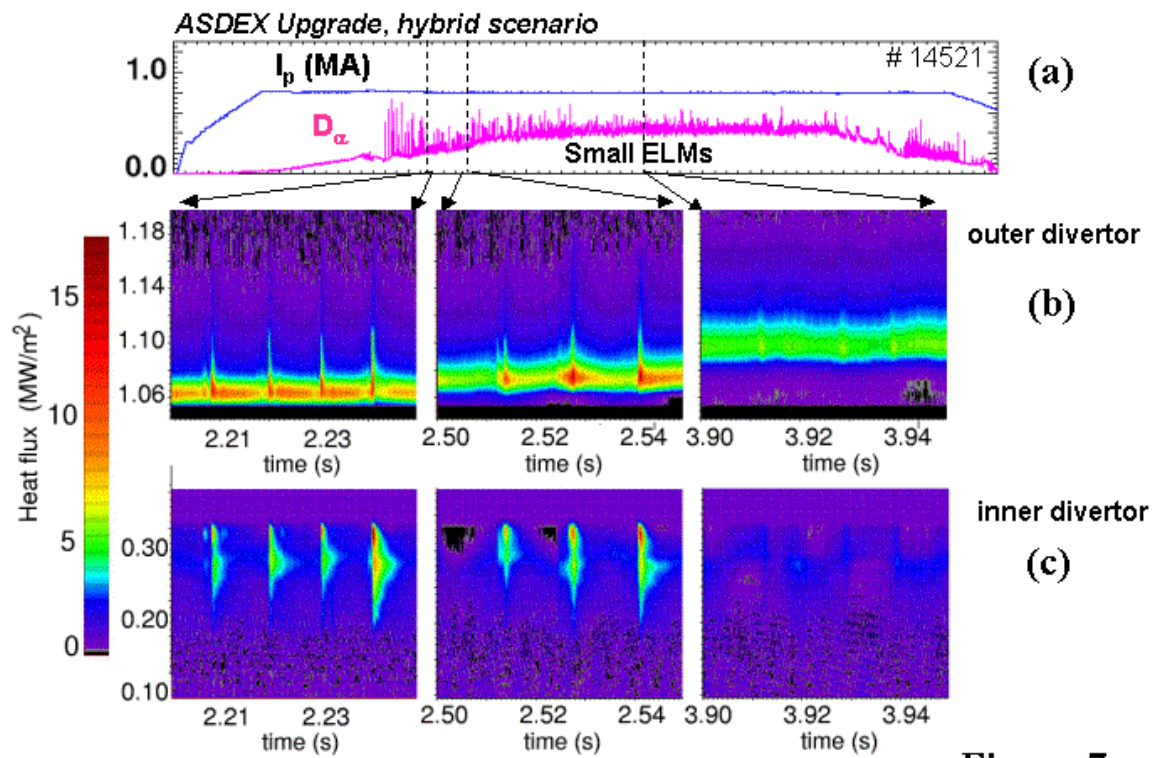 ASDEX Upgrade, hybrid scenario
1.0
Ip (MA)
# 14521
(a)
Dα
0.0
Small ELMs
outer divertor
(b)
Heat flux (MW/m²)
15
10
5
0
1.18
1.14
1.10
1.06
2.21 2.23
2.50 2.52 2.54
3.90 3.92 3.94
time (s)
time (s)
time (s)
inner divertor
(c)
0.30
0.20
0.10
2.21 2.23
2.50 2.52 2.54
3.90 3.92 3.94
time (s)
time (s)
time (s)